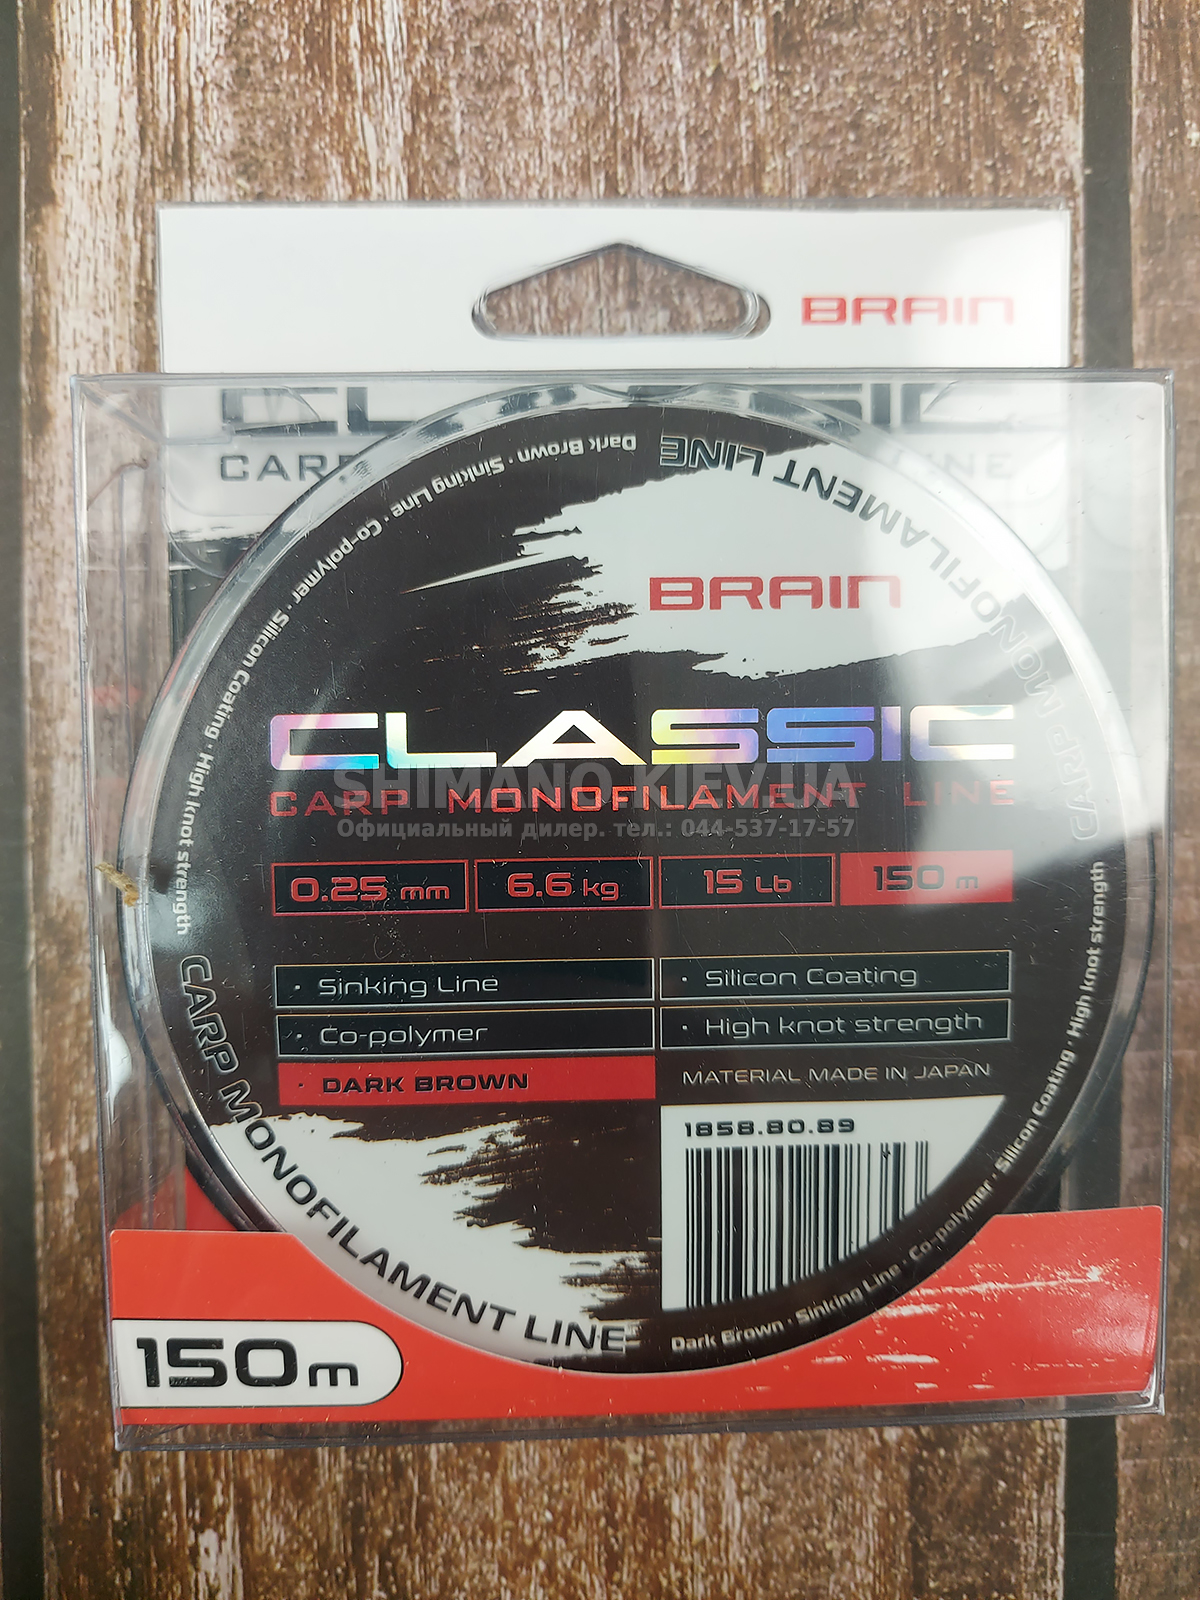 BRAIN
CLASSIC
CARP
LINE
Dark Brown · Sinking Line · Co-polymer · Silicon Coating · High knot strength
CARP MONOFILAMENT LINE
BRAIN
CLASSIC
CARP MONOFILAMENT LINE
SHIMANO.KIEV.UA
Официальный дилер. тел.: 044-537-17-57
0.25 mm
6.6 kg
15 Lb
150 m
· Sinking Line
· Silicon Coating
· Co-polymer
· High knot strength
· DARK BROWN
MATERIAL MADE IN JAPAN
1858.80.89
CARP MONOFILAMENT LINE
Dark Brown · Sinking Line · Co-polymer · Silicon Coating · High knot strength
150 m